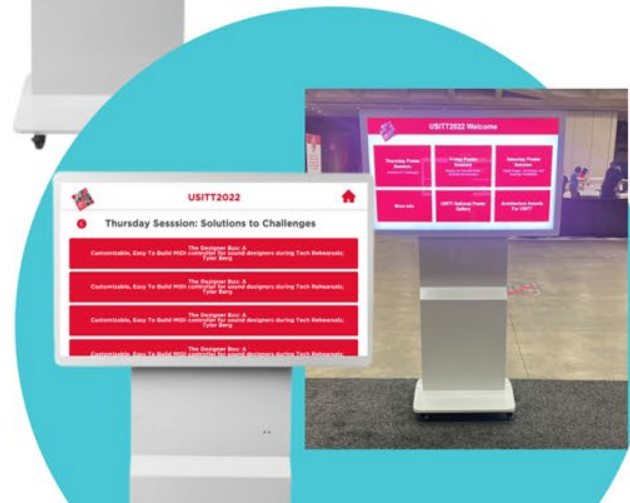 USITT2022
Thursday Sesssion: Solutions to Challenges
The Designer Box: A
Customizable, Easy To Build MIDI controller for sound designers during Tech Rehearsals;
Tyler Berg
The Designer Box: A
Customizable, Easy To Build MIDI controller for sound designers during Tech Rehearsals;
Tyler Berg
The Designer Box: A
Customizable, Easy To Build MIDI controller for sound designers during Tech Rehearsals;
Tyler Berg
The Designer Box: A
Customizable, Easy To Build MIDI controller for sound designers during Tech Rehearsals;
USITT2022 Welcome
Thursday Poster
Session:
Solutions to Challenges
Friday Poster
Session:
Saturday Poster
Session:
More Info
USITT National Poster
Gallery
Architecture Awards
For USITT